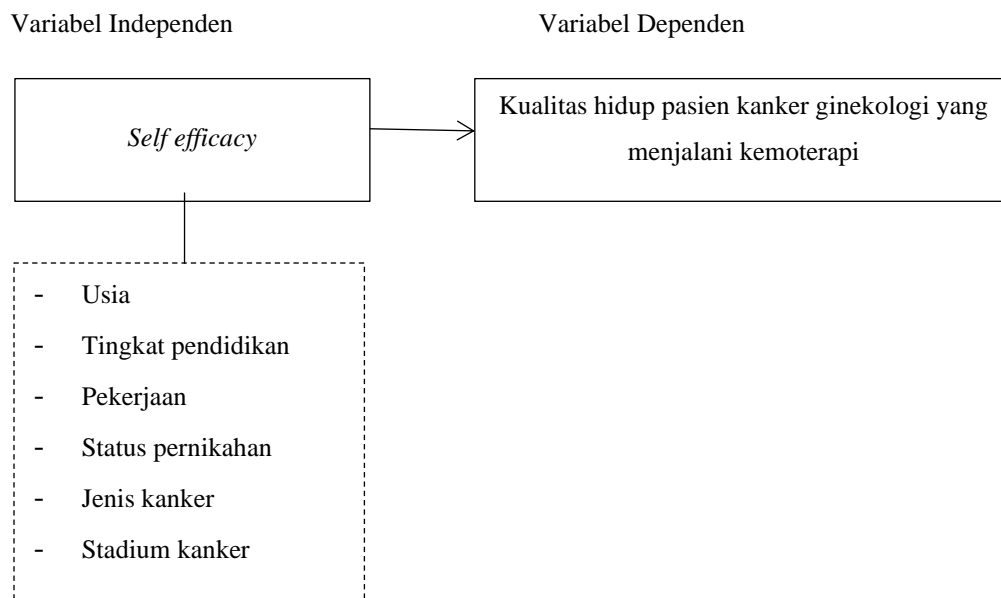 Variabel Independen
Variabel Dependen
Self efficacy
Kualitas hidup pasien kanker ginekologi yang
menjalani kemoterapi
- Usia
- Tingkat pendidikan
- Pekerjaan
- Status pernikahan
- Jenis kanker
- Stadium kanker